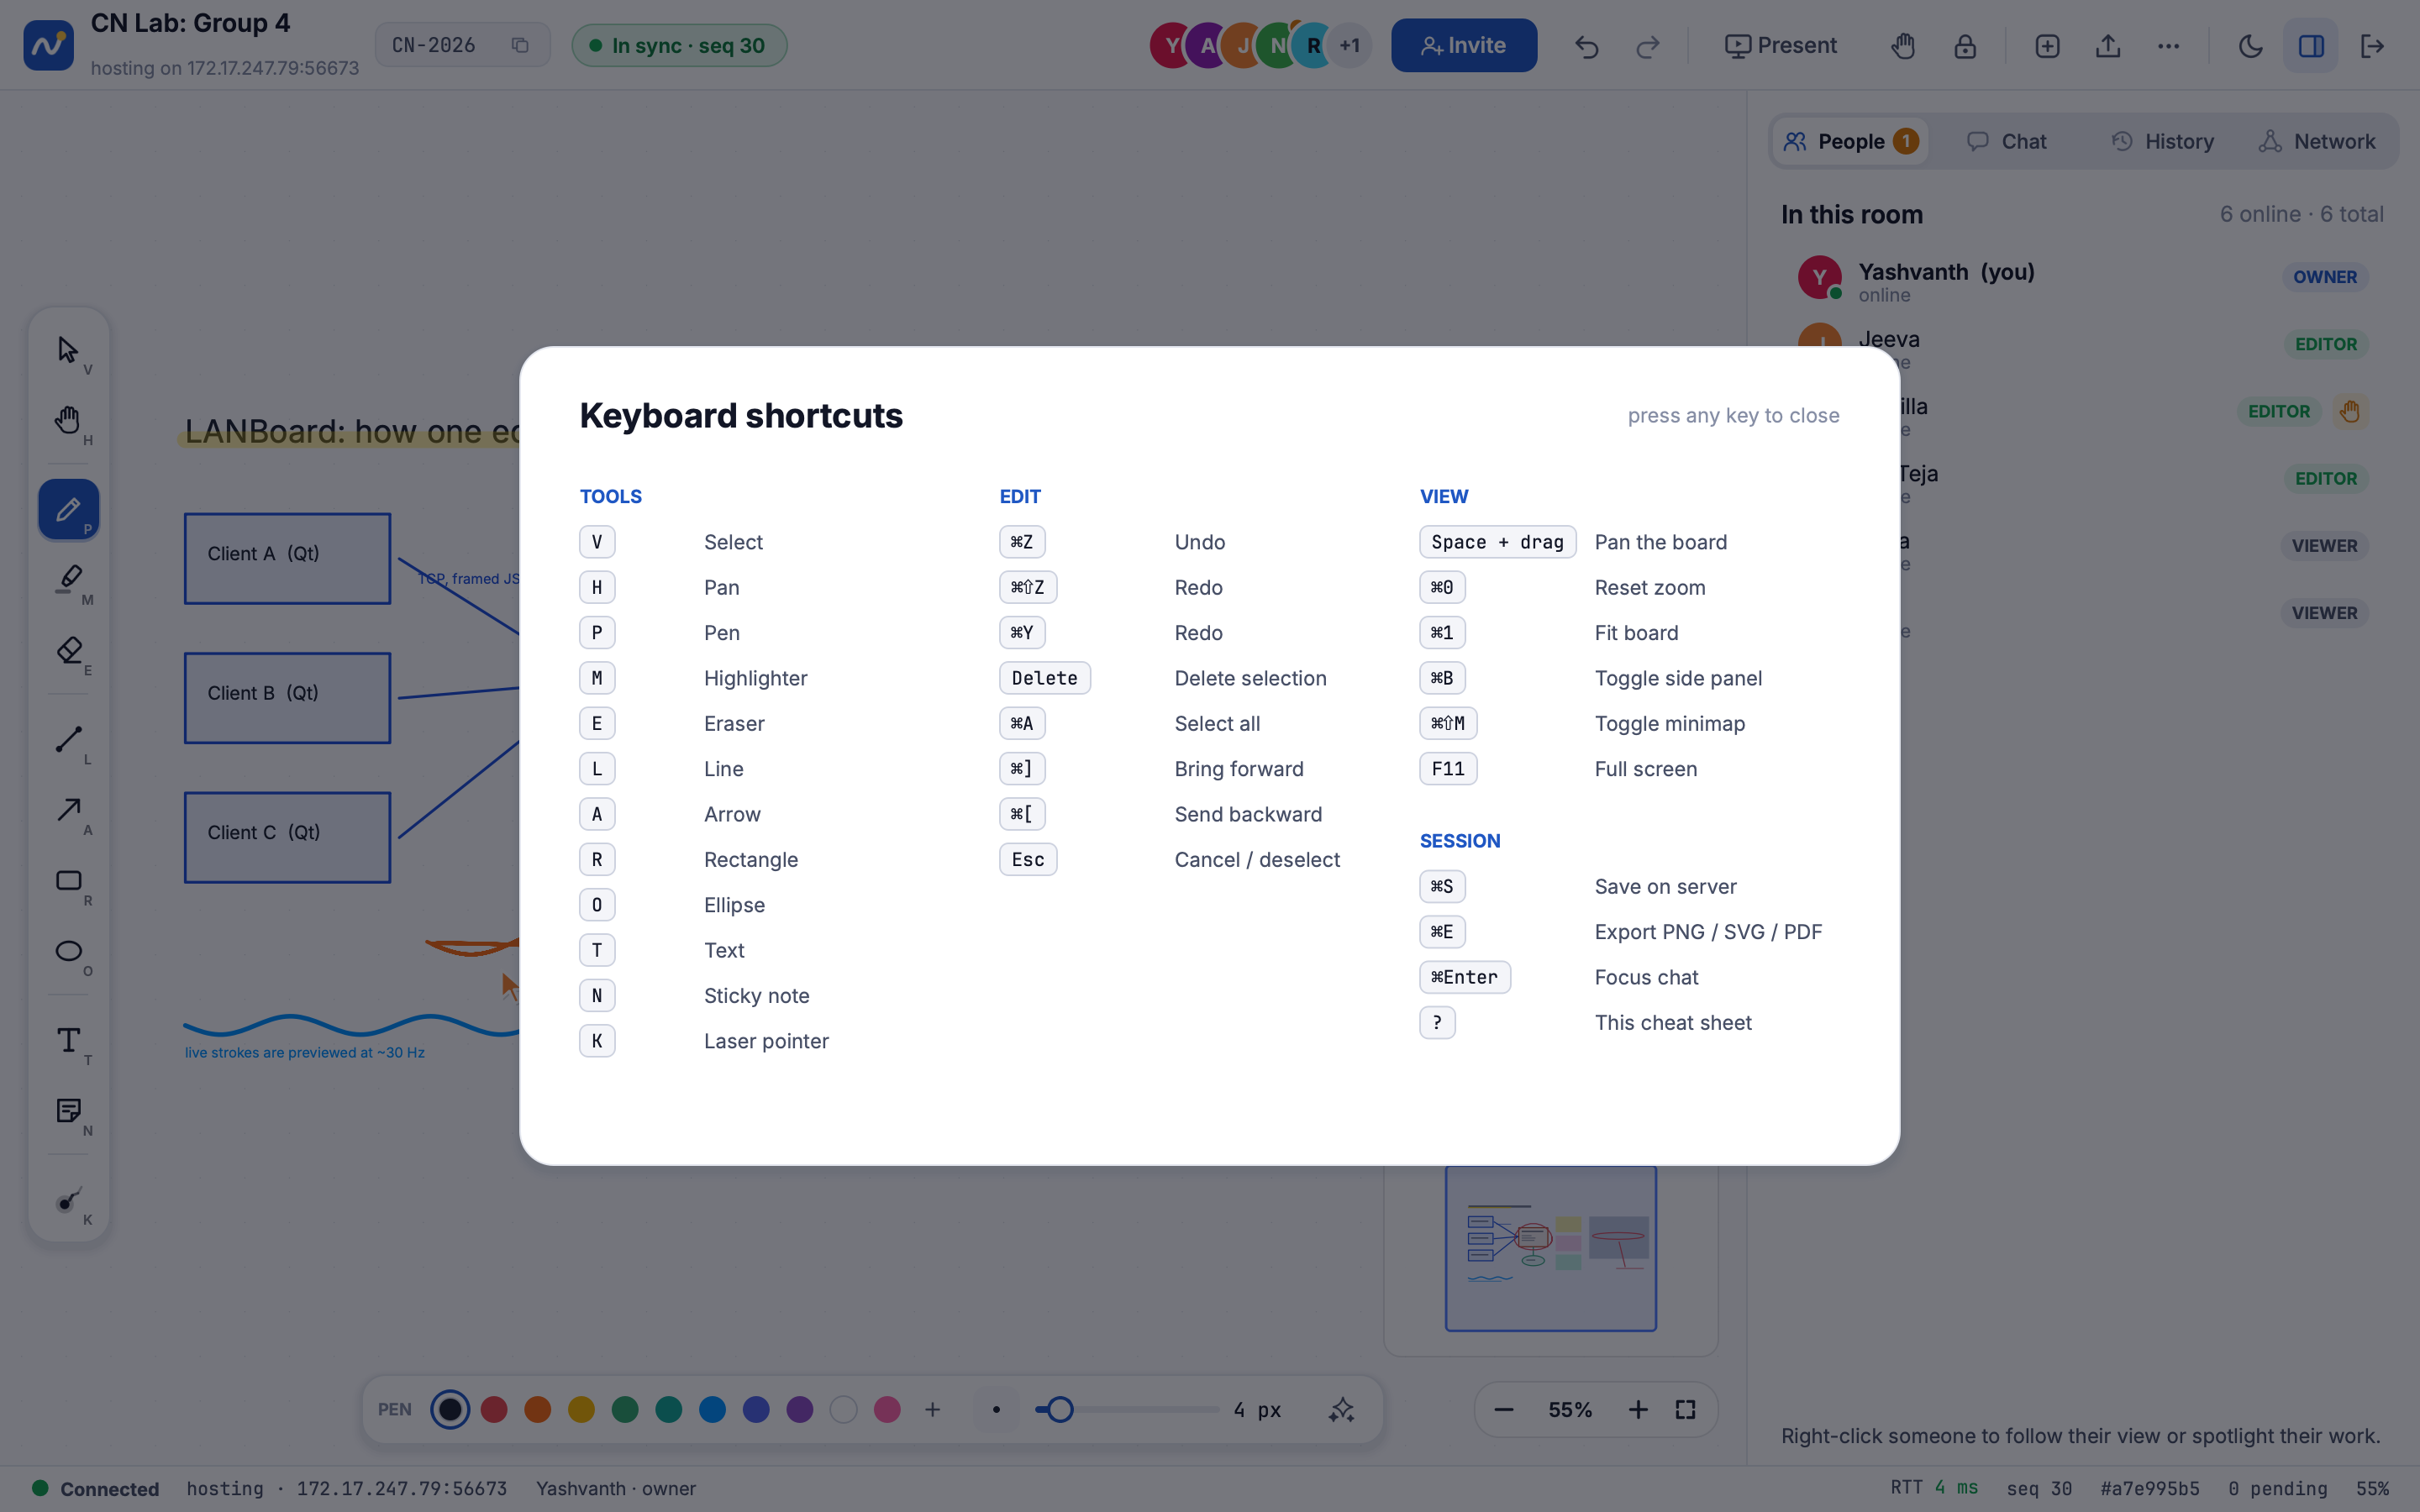 CN Lab: Group 4
hosting on 172.17.247.79:56673
CN-2026
In sync · seq 30
Y A J N R +1
Invite
Present
People 1
Chat
History
Network
In this room
6 online · 6 total
Y
Yashvanth (you)
online
OWNER
Jeeva
EDITOR
EDITOR
Teja
EDITOR
VIEWER
VIEWER
V
H
P
M
E
L
A
R
O
T
N
K
LANBoard: how one
Client A (Qt)
TCP, framed JS
Client B (Qt)
Client C (Qt)
live strokes are previewed at ~30 Hz
Keyboard shortcuts
press any key to close
TOOLS
V Select
H Pan
P Pen
M Highlighter
E Eraser
L Line
A Arrow
R Rectangle
O Ellipse
T Text
N Sticky note
K Laser pointer
EDIT
⌘Z Undo
⌘⇧Z Redo
⌘Y Redo
Delete Delete selection
⌘A Select all
⌘] Bring forward
⌘[ Send backward
Esc Cancel / deselect
VIEW
Space + drag Pan the board
⌘0 Reset zoom
⌘1 Fit board
⌘B Toggle side panel
⌘⇧M Toggle minimap
F11 Full screen
SESSION
⌘S Save on server
⌘E Export PNG / SVG / PDF
⌘Enter Focus chat
? This cheat sheet
PEN
4 px
55%
Right-click someone to follow their view or spotlight their work.
Connected
hosting · 172.17.247.79:56673
Yashvanth · owner
RTT 4 ms
seq 30
#a7e995b5
0 pending
55%